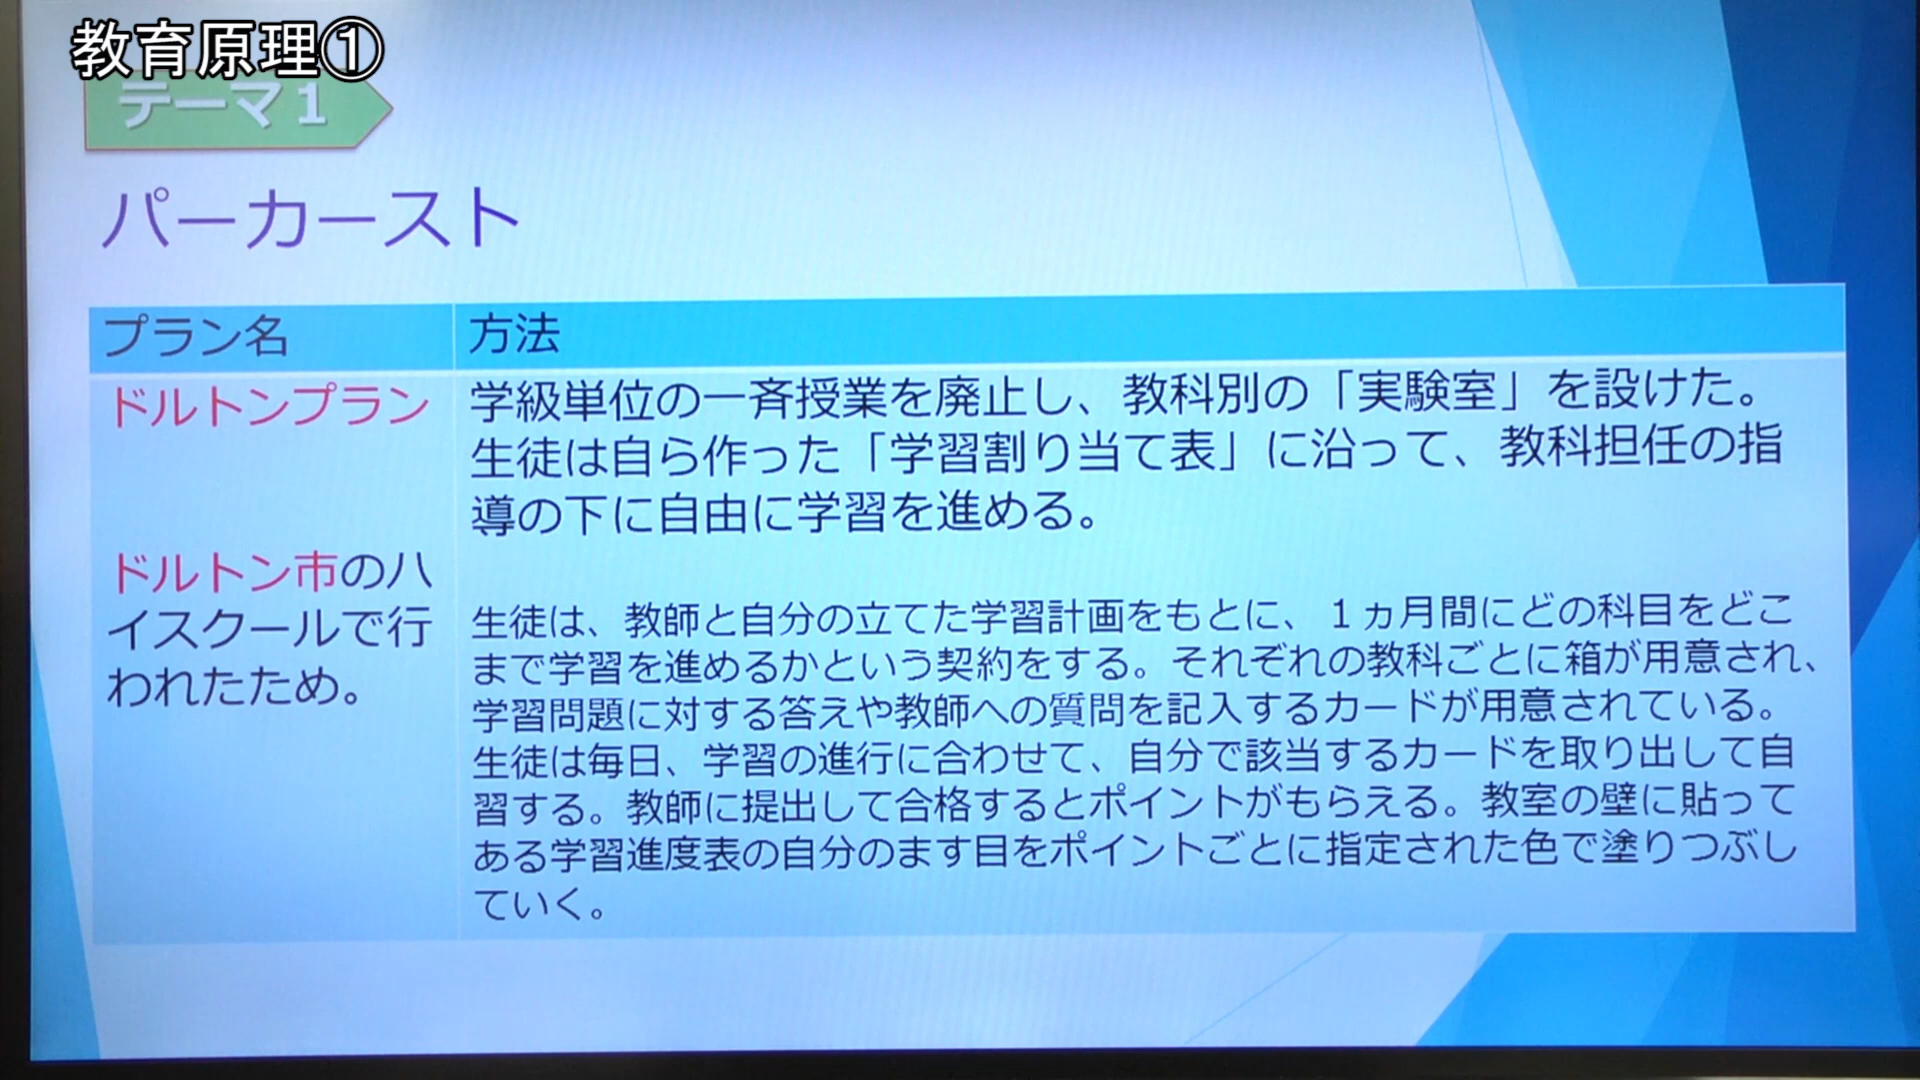 教育原理①
テーマ1
パーカースト
プラン名
方法
ドルトンプラン
ドルトン市のハ
イスクールで行
われたため。
学級単位の一斉授業を廃止し、教科別の「実験室」を設けた。
生徒は自ら作った「学習割り当て表」に沿って、教科担任の指
導の下に自由に学習を進める。
生徒は、教師と自分の立てた学習計画をもとに、1ヵ月間にどの科目をどこ
まで学習を進めるかという契約をする。それぞれの教科ごとに箱が用意され、
学習問題に対する答えや教師への質問を記入するカードが用意されている。
生徒は毎日、学習の進行に合わせて、自分で該当するカードを取り出して自
習する。教師に提出して合格するとポイントがもらえる。教室の壁に貼って
ある学習進度表の自分のます目をポイントごとに指定された色で塗りつぶし
ていく。